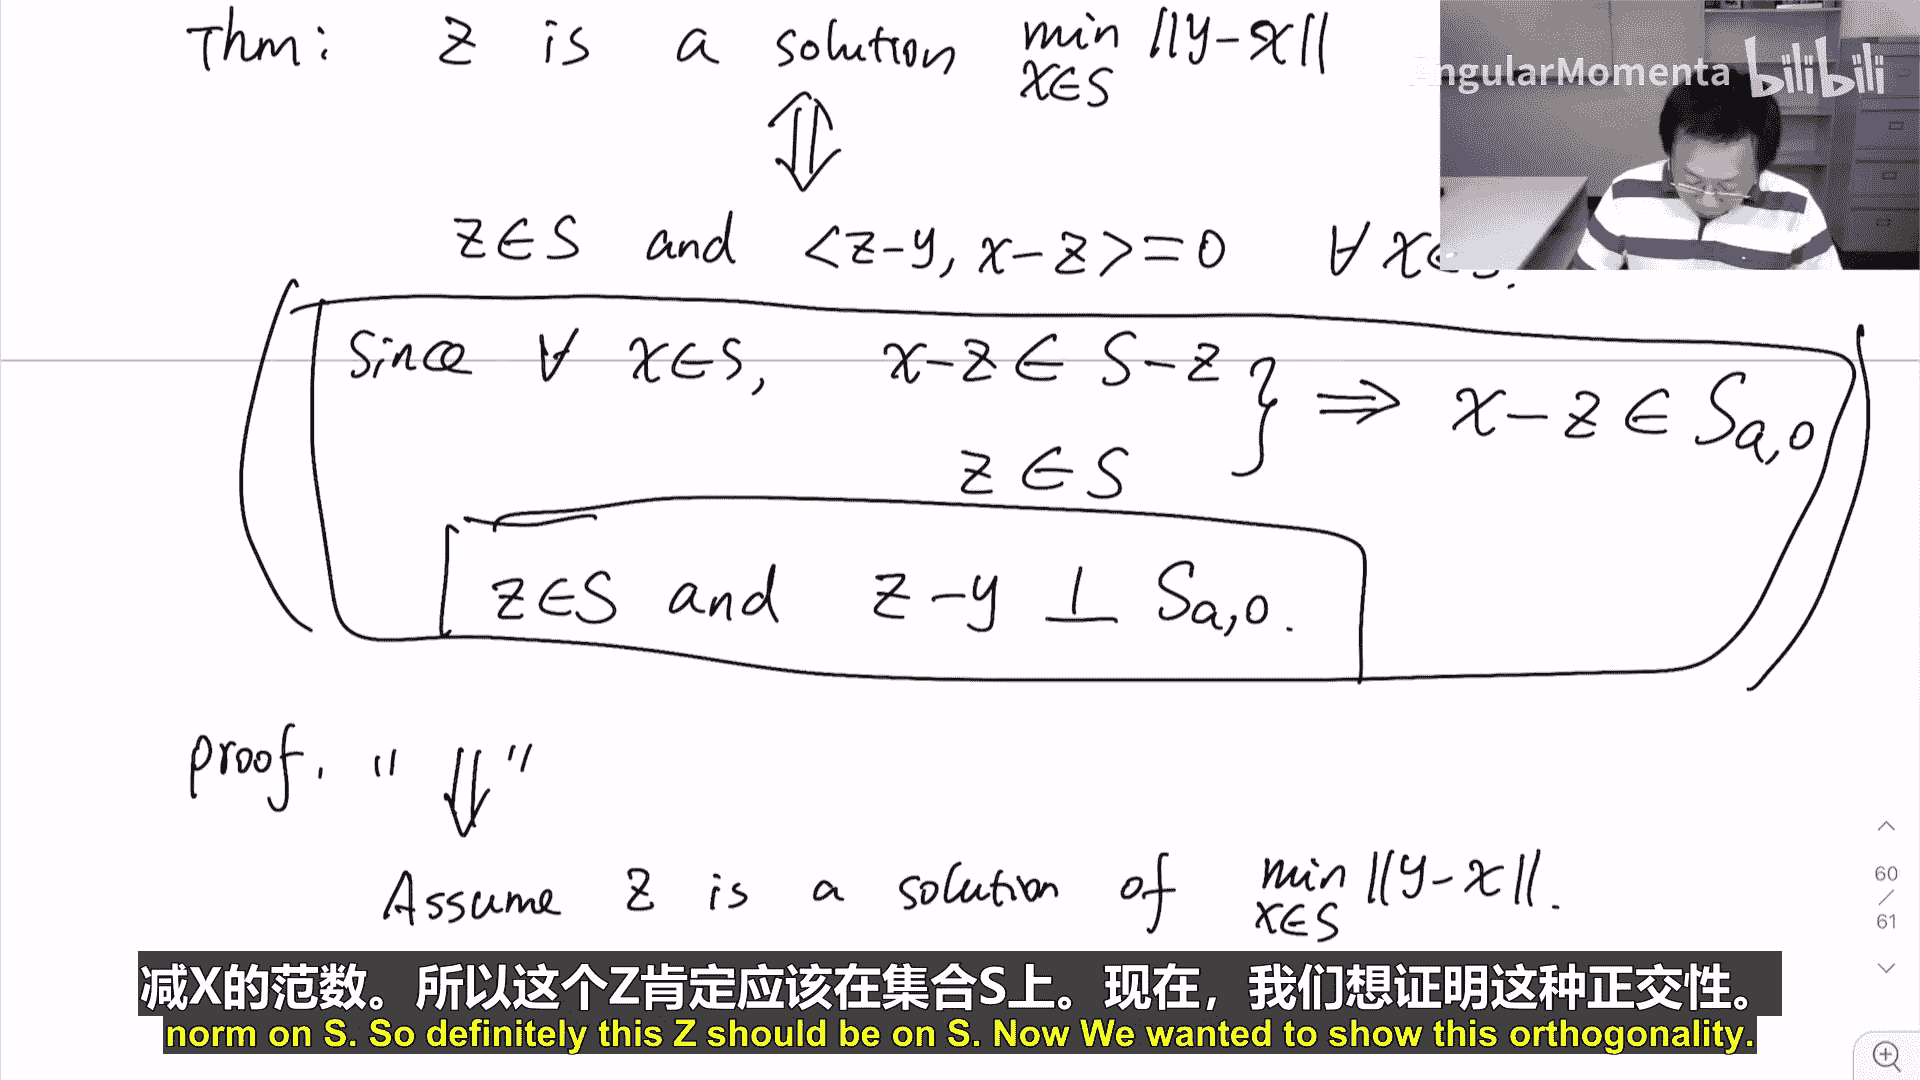 Thm: Z is a solution min ||y-x||
x∈S
AngularMomenta bilibili
⇕
z∈S and <z-y, x-z>=0 ∀ x∈S.
Since ∀ x∈S, x-z ∈ S-z } ⇒ x-z ∈ Sa,0
z ∈ S
z∈S and z-y ⊥ Sa,0.
proof. "⇓"
Assume z is a solution of min ||y-x||.
x∈S
60
/
61
减X的范数。所以这个Z肯定应该在集合S上。现在，我们想证明这种正交性。
norm on S. So definitely this Z should be on S. Now We wanted to show this orthogonality.